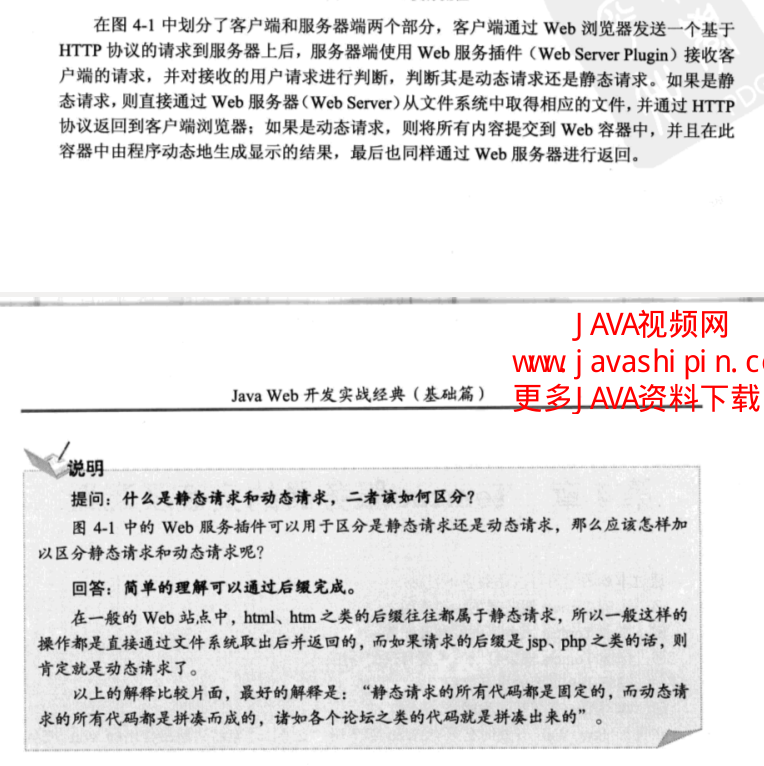 在图 4-1 中划分了客户端和服务器端两个部分，客户端通过 Web 浏览器发送一个基于
HTTP 协议的请求到服务器上后，服务器端使用 Web 服务插件（Web Server Plugin）接收客
户端的请求，并对接收的用户请求进行判断，判断其是动态请求还是静态请求。如果是静
态请求，则直接通过 Web 服务器（Web Server）从文件系统中取得相应的文件，并通过 HTTP
协议返回到客户端浏览器；如果是动态请求，则将所有内容提交到 Web 容器中，并且在此
容器中由程序动态地生成显示的结果，最后也同样通过 Web 服务器进行返回。
JAVA视频网
www.javashipin.co
更多JAVA资料下载
Java Web 开发实战经典（基础篇）
说明
提问：什么是静态请求和动态请求，二者该如何区分？
图 4-1 中的 Web 服务插件可以用于区分是静态请求还是动态请求，那么应该怎样加
以区分静态请求和动态请求呢？
回答：简单的理解可以通过后缀完成。
在一般的 Web 站点中，html、htm 之类的后缀往往都属于静态请求，所以一般这样的
操作都是直接通过文件系统取出后并返回的，而如果请求的后缀是 jsp、php 之类的话，则
肯定就是动态请求了。
以上的解释比较片面，最好的解释是：“静态请求的所有代码都是固定的，而动态请
求的所有代码都是拼凑而成的，诸如各个论坛之类的代码就是拼凑出来的”。